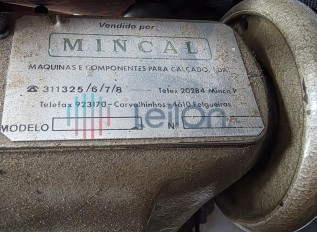 Vendido por:
MINCAL
MAQUINAS E COMPONENTES PARA CALÇADO, LDA.
☎ 311325/6/7/8 Telex 20284 Minca P
Telefax 923170-Carvalhinhos-4610 Felgueiras
leilon
MODELO Nº